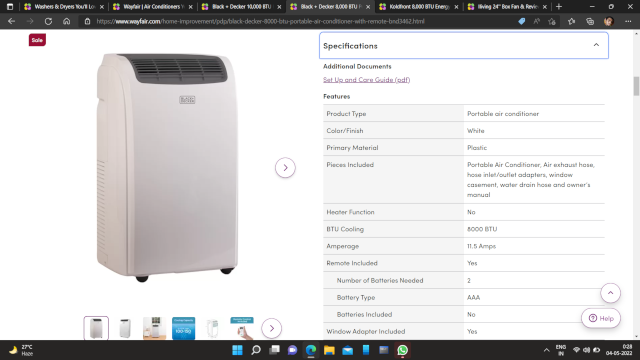 Washers & Dryers You'll Lov
Wayfair | Air Conditioners Y
Black + Decker 10,000 BTU
Black + Decker 8,000 BTU P
Koldfront 8,000 BTU Energ
iliving 24" Box Fan & Review
https://www.wayfair.com/home-improvement/pdp/black-decker-8000-btu-portable-air-conditioner-with-remote-bnd3462.html
Sale
Specifications
Additional Documents
Set Up and Care Guide (pdf)
Features
Product Type Portable air conditioner
Color/Finish White
Primary Material Plastic
Pieces Included Portable Air Conditioner, Air exhaust hose,
hose inlet/outlet adapters, window
casement, water drain hose and owner's
manual
Heater Function No
BTU Cooling 8000 BTU
Amperage 11.5 Amps
Remote Included Yes
Number of Batteries Needed 2
Battery Type AAA
Batteries Included No
Window Adapter Included Yes
Help
27°C
Haze
ENG
IN
0:28
04-05-2022